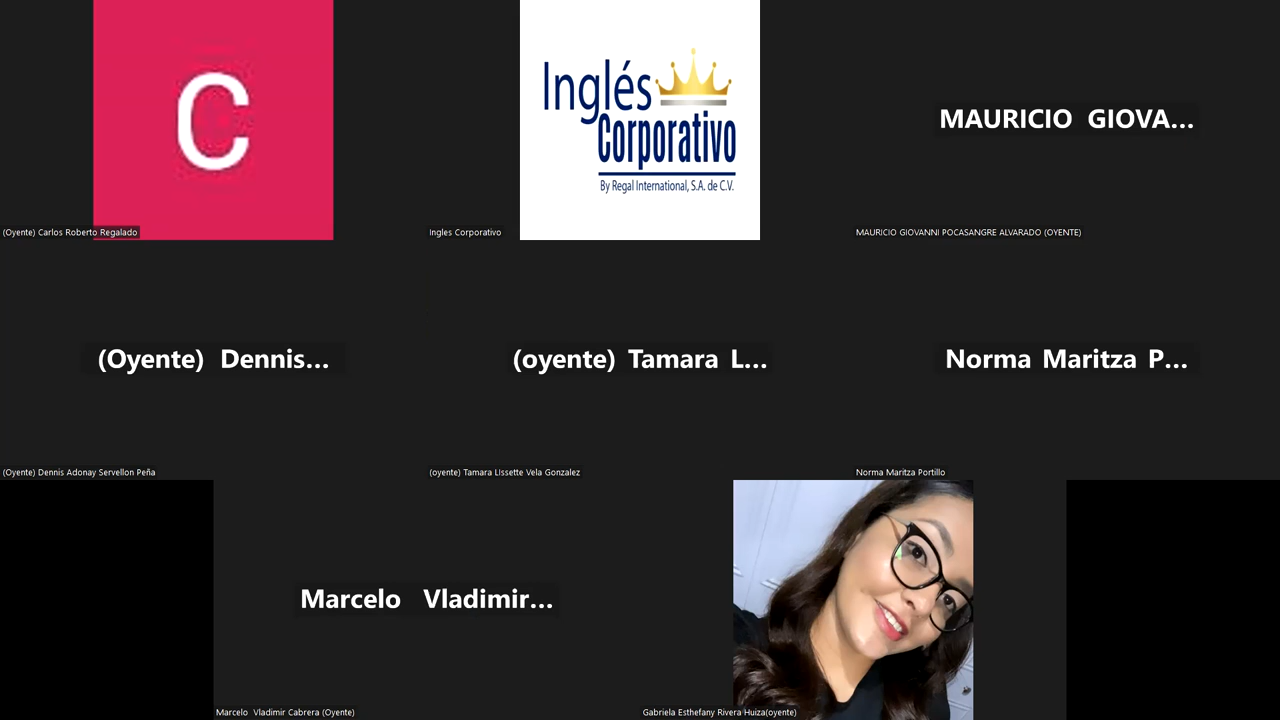 C
Inglés
Corporativo
By Regal International, S.A. de C.V.
MAURICIO GIOVA...
(Oyente) Carlos Roberto Regalado
Ingles Corporativo
MAURICIO GIOVANNI POCASANGRE ALVARADO (OYENTE)
(Oyente) Dennis...
(oyente) Tamara L...
Norma Maritza P...
(Oyente) Dennis Adonay Servellon Peña
(oyente) Tamara LIssette Vela Gonzalez
Norma Maritza Portillo
Marcelo Vladimir...
Marcelo Vladimir Cabrera (Oyente)
Gabriela Esthefany Rivera Huiza(oyente)